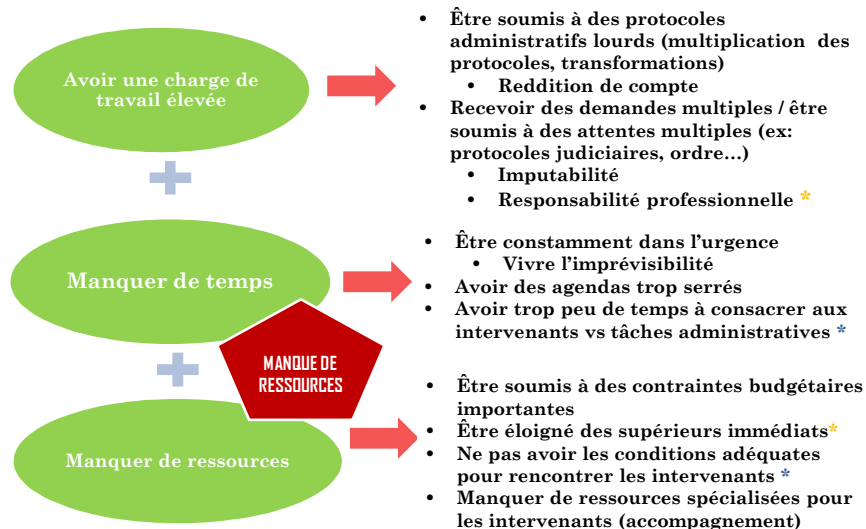 Avoir une charge de
travail élevée
• Être soumis à des protocoles
administratifs lourds (multiplication des
protocoles, transformations)
• Reddition de compte
• Recevoir des demandes multiples / être
soumis à des attentes multiples (ex:
protocoles judiciaires, ordre…)
• Imputabilité
• Responsabilité professionnelle *
Manquer de temps
• Être constamment dans l'urgence
• Vivre l'imprévisibilité
• Avoir des agendas trop serrés
• Avoir trop peu de temps à consacrer aux
intervenants vs tâches administratives *
MANQUE DE
RESSOURCES
Manquer de ressources
• Être soumis à des contraintes budgétaires
importantes
• Être éloigné des supérieurs immédiats*
• Ne pas avoir les conditions adéquates
pour rencontrer les intervenants *
• Manquer de ressources spécialisées pour
les intervenants (accompagnement)